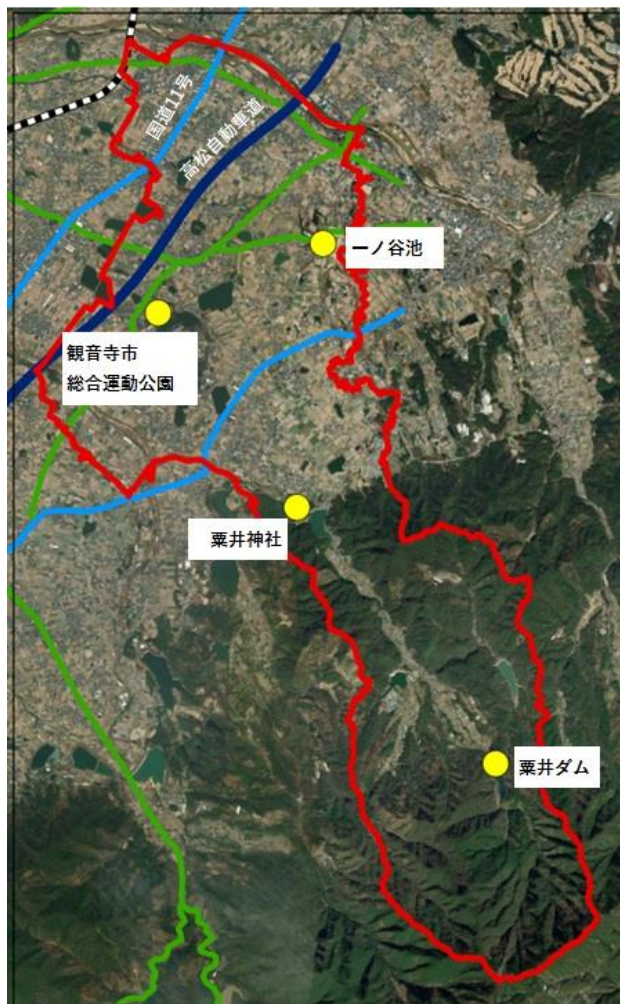 国道11号
高松自動車道
一ノ谷池
観音寺市
総合運動公園
粟井神社
粟井ダム